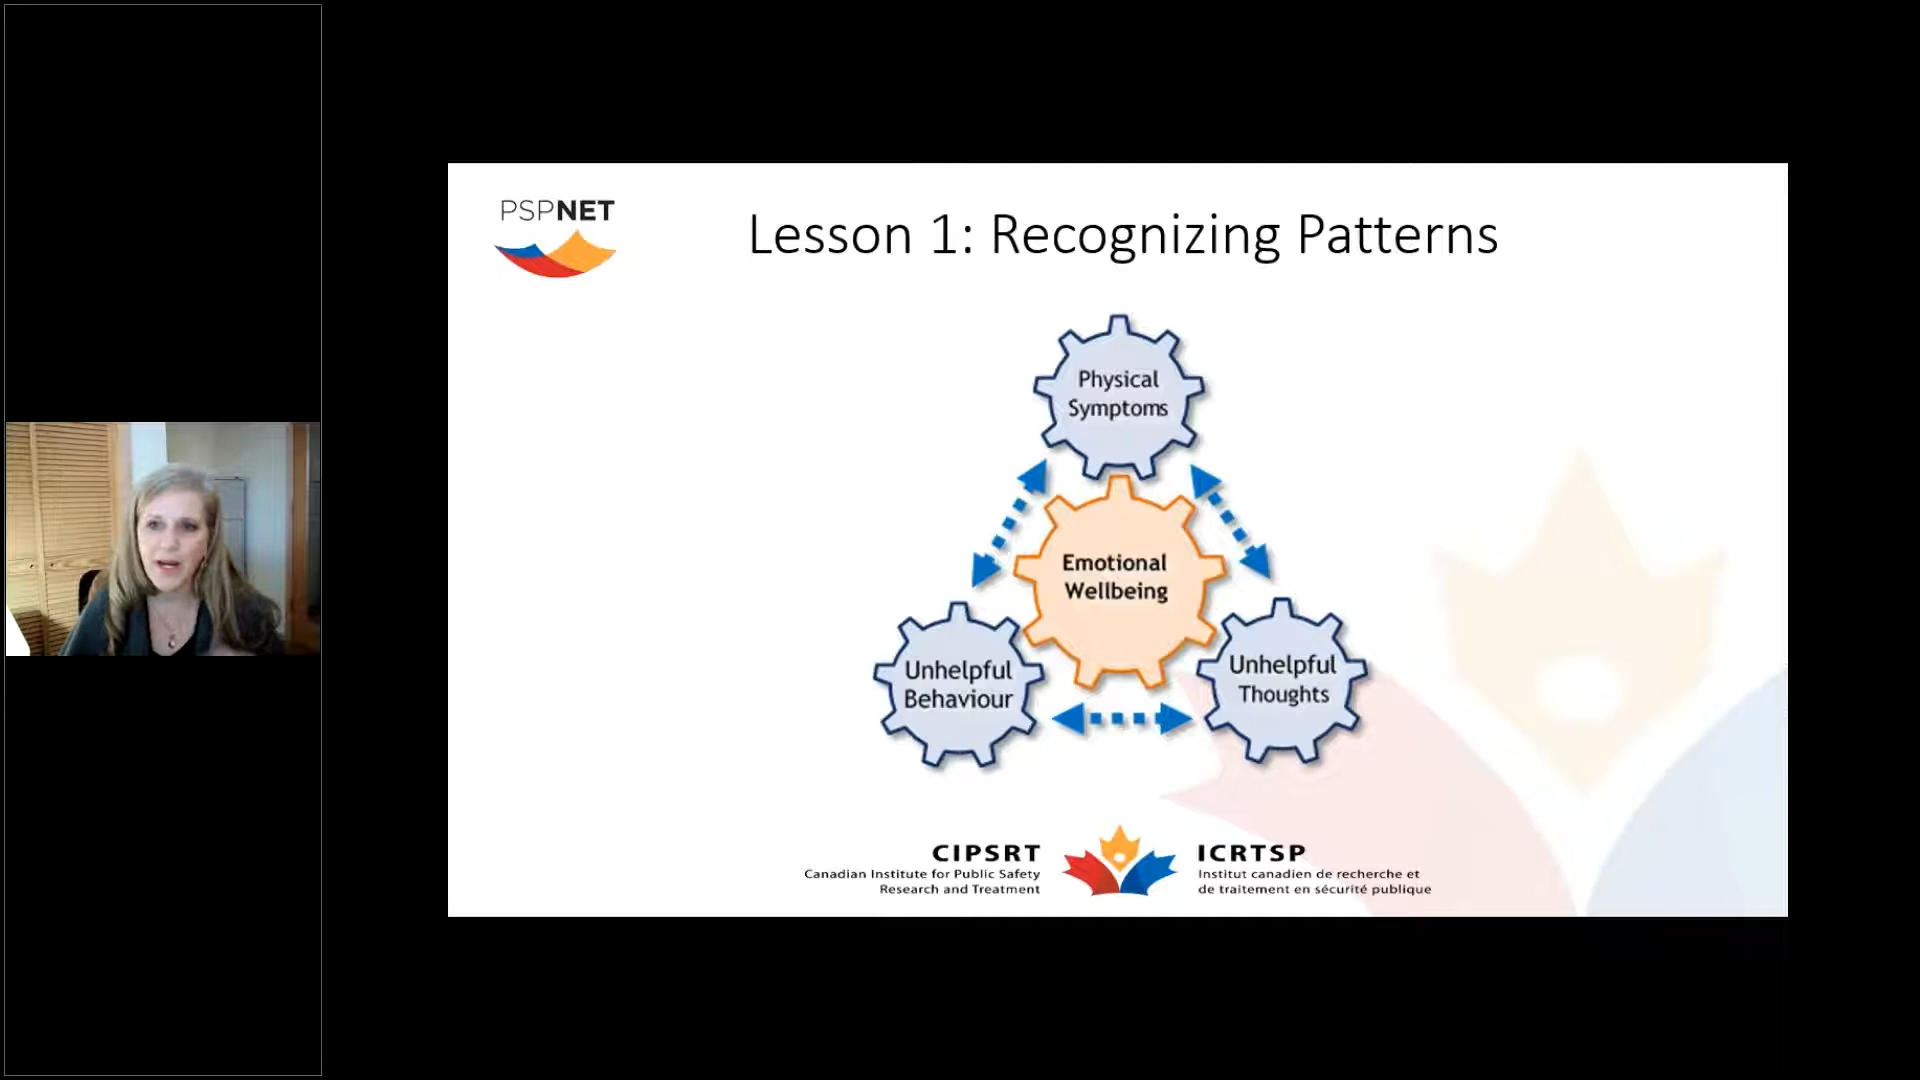 PSPNET
Lesson 1: Recognizing Patterns
Physical
Symptoms
Emotional
Wellbeing
Unhelpful
Behaviour
Unhelpful
Thoughts
CIPSRT
Canadian Institute for Public Safety
Research and Treatment
ICRTSP
Institut canadien de recherche et
de traitement en sécurité publique